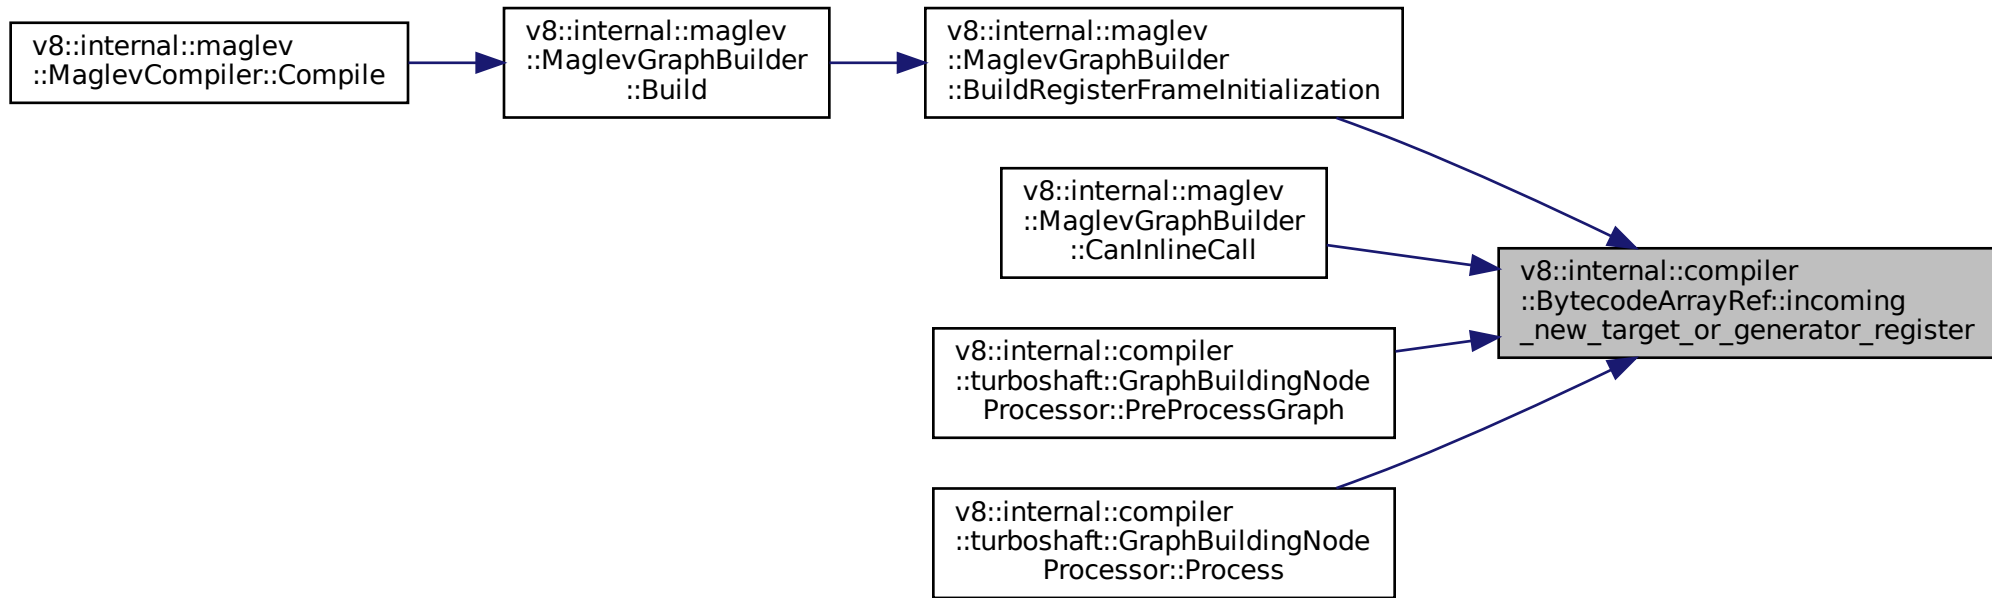 v8::internal::maglev
::MaglevCompiler::Compile
v8::internal::maglev
::MaglevGraphBuilder
::Build
v8::internal::maglev
::MaglevGraphBuilder
::BuildRegisterFrameInitialization
v8::internal::maglev
::MaglevGraphBuilder
::CanInlineCall
v8::internal::compiler
::turboshaft::GraphBuildingNode
Processor::PreProcessGraph
v8::internal::compiler
::turboshaft::GraphBuildingNode
Processor::Process
v8::internal::compiler
::BytecodeArrayRef::incoming
_new_target_or_generator_register